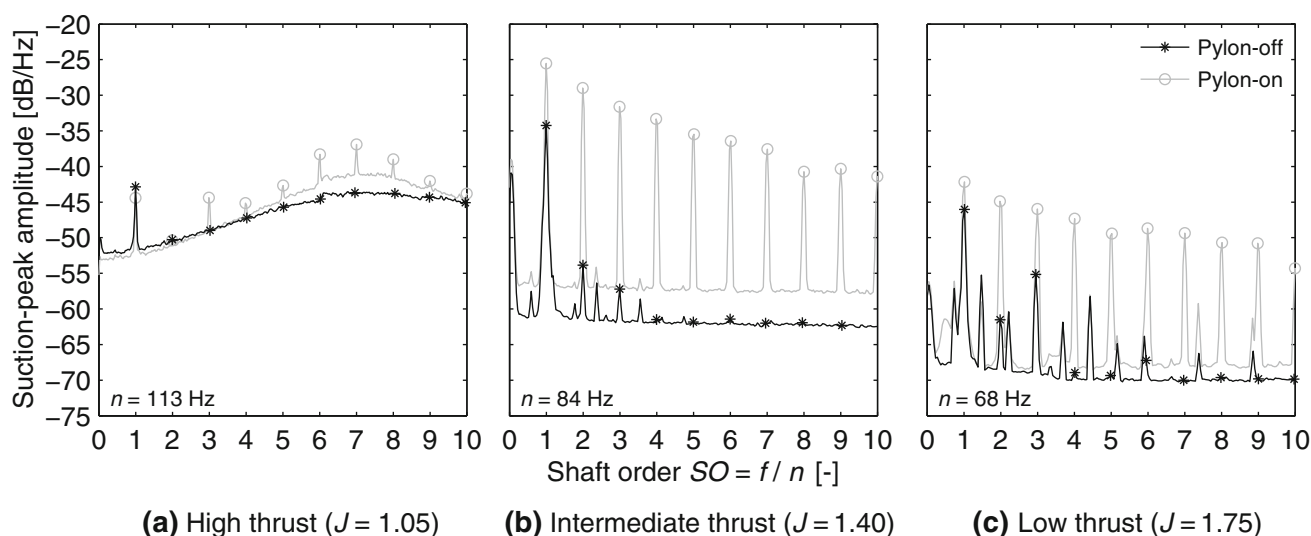 Suction-peak amplitude [dB/Hz]
−20
−25
−30
−35
−40
−45
−50
−55
−60
−65
−70
−75
n = 113 Hz
n = 84 Hz
n = 68 Hz
Pylon-off
Pylon-on
0 1 2 3 4 5 6 7 8 9 10
0 1 2 3 4 5 6 7 8 9 10
0 1 2 3 4 5 6 7 8 9 10
Shaft order SO = f / n [-]
(a) High thrust (J = 1.05)
(b) Intermediate thrust (J = 1.40)
(c) Low thrust (J = 1.75)